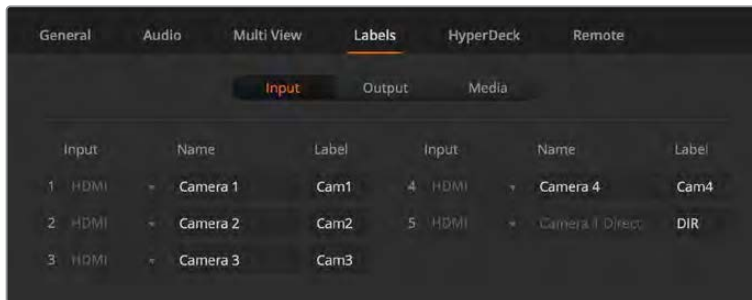 General Audio Multi View Labels HyperDeck Remote
Input Output Media
Input Name Label Input Name Label
1 HDMI Camera 1 Cam1 4 HDMI Camera 4 Cam4
2 HDMI Camera 2 Cam2 5 HDMI Camera 1 Direct DIR
3 HDMI Camera 3 Cam3